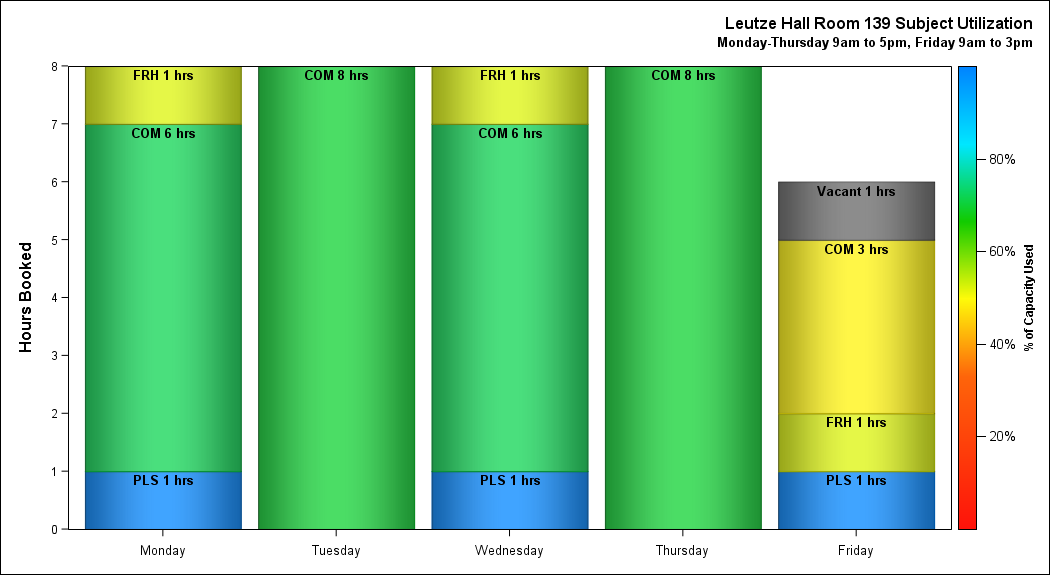 Leutze Hall Room 139 Subject Utilization
Monday-Thursday 9am to 5pm, Friday 9am to 3pm
Hours Booked
8
7
6
5
4
3
2
1
0
FRH 1 hrs
COM 6 hrs
PLS 1 hrs
COM 8 hrs
FRH 1 hrs
COM 6 hrs
PLS 1 hrs
COM 8 hrs
Vacant 1 hrs
COM 3 hrs
FRH 1 hrs
PLS 1 hrs
Monday
Tuesday
Wednesday
Thursday
Friday
80%
60%
40%
20%
% of Capacity Used